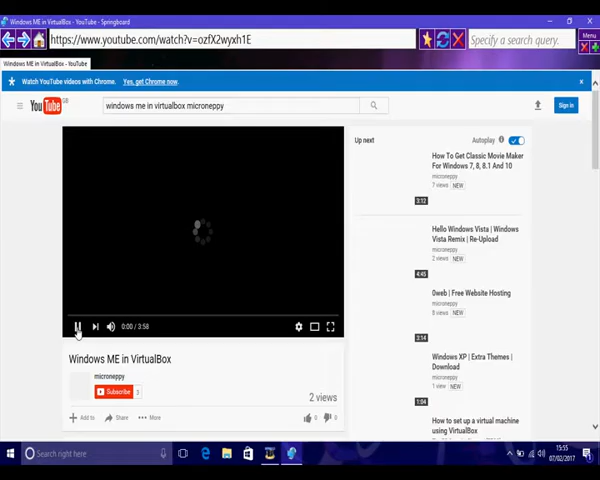 Windows ME in VirtualBox - YouTube - Springboard
https://www.youtube.com/watch?v=ozfX2wyxh1E
Specify a search query.
Menu
Windows ME in VirtualBox - YouTube
Watch YouTube videos with Chrome. Yes, get Chrome now.
x
YouTube GB
windows me in virtualbox microneppy
Sign in
Up next
Autoplay
How To Get Classic Movie Maker
For Windows 7, 8, 8.1 And 10
microneppy
7 views NEW
3:12
Hello Windows Vista | Windows
Vista Remix | Re-Upload
microneppy
2 views NEW
4:45
0web | Free Website Hosting
microneppy
8 views NEW
3:14
Windows XP | Extra Themes |
Download
microneppy
1 view NEW
1:04
How to set up a virtual machine
using VirtualBox
0:00 / 3:58
Windows ME in VirtualBox
microneppy
Subscribe 3
2 views
Add to Share More
0 0
Search right here
15:55
07/02/2017